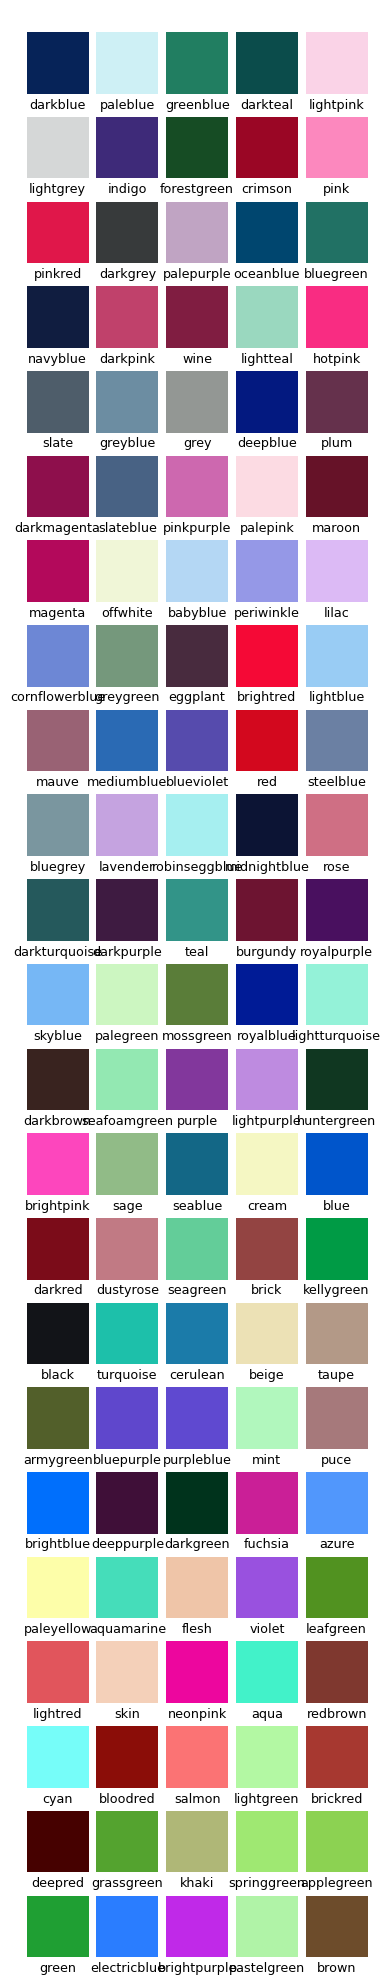 darkblue paleblue greenblue darkteal lightpink
lightgrey indigo forestgreen crimson pink
pinkred darkgrey palepurple oceanblue bluegreen
navyblue darkpink wine lightteal hotpink
slate greyblue grey deepblue plum
darkmagenta slateblue pinkpurple palepink maroon
magenta offwhite babyblue periwinkle lilac
cornflowerblue greygreen eggplant brightred lightblue
mauve mediumblue blueviolet red steelblue
bluegrey lavender robinseggblue midnightblue rose
darkturquoise darkpurple teal burgundy royalpurple
skyblue palegreen mossgreen royalblue lightturquoise
darkbrown seafoamgreen purple lightpurple huntergreen
brightpink sage seablue cream blue
darkred dustyrose seagreen brick kellygreen
black turquoise cerulean beige taupe
armygreen bluepurple purpleblue mint puce
brightblue deeppurple darkgreen fuchsia azure
paleyellow aquamarine flesh violet leafgreen
lightred skin neonpink aqua redbrown
cyan bloodred salmon lightgreen brickred
deepred grassgreen khaki springgreen applegreen
green electricblue brightpurple pastelgreen brown